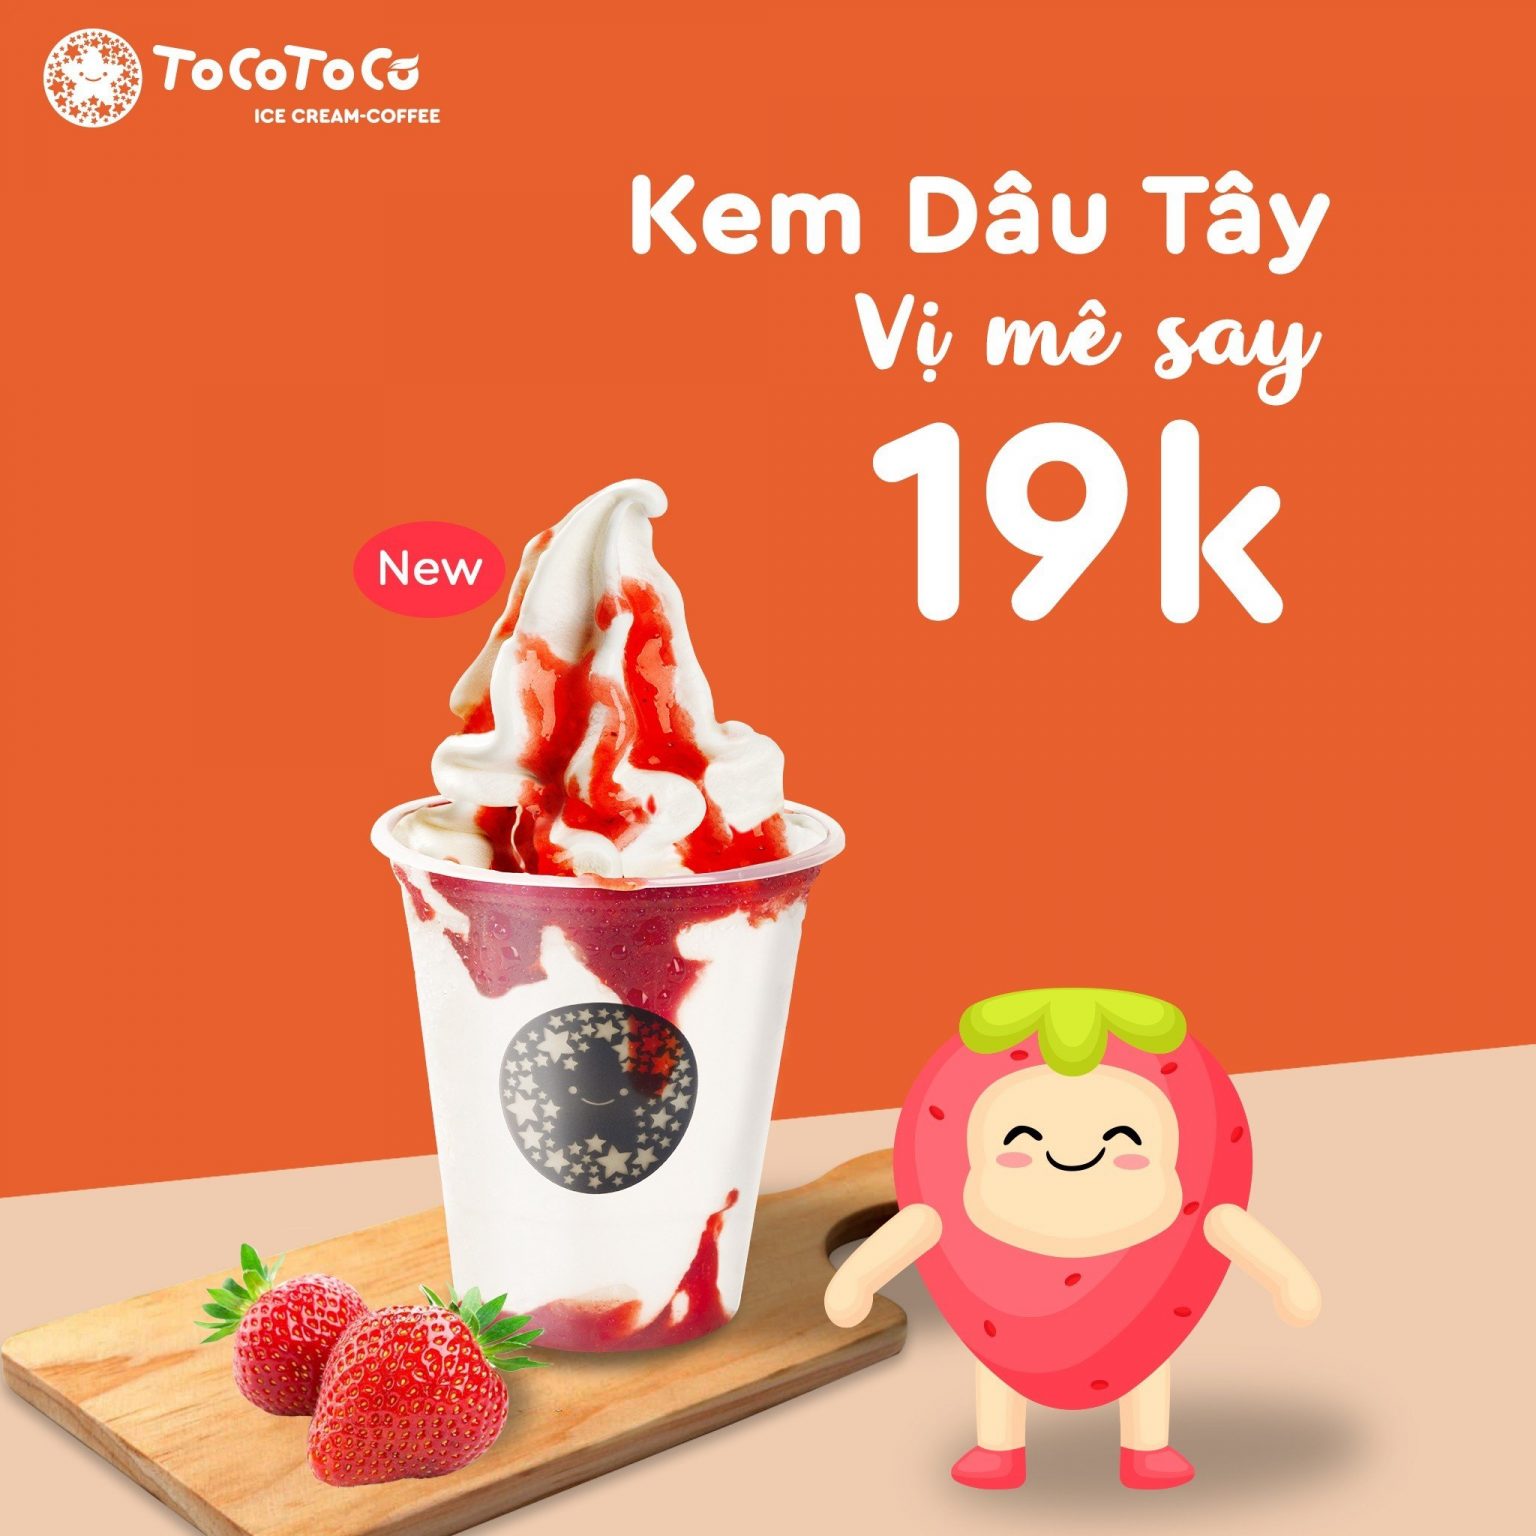 ToCoToCo
ICE CREAM-COFFEE
Kem Dâu Tây
Vị mê say
19k
New